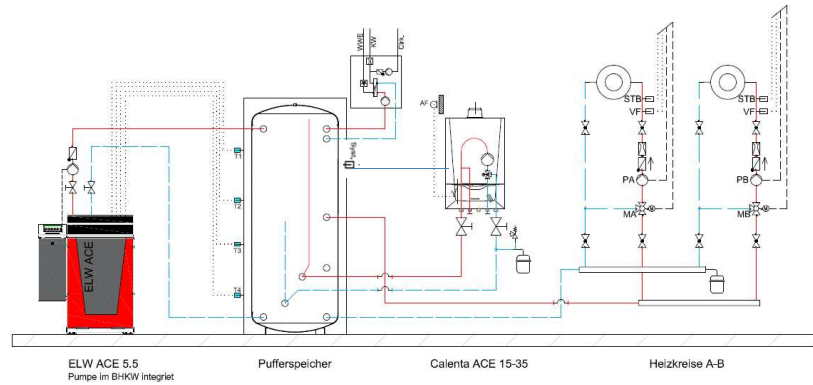 WWE
KW
Cirk.
AF
STB
VF
STB
VF
T1
T2
T3
T4
PA
PB
MA
M
MB
M
ELW ACE
ELW ACE 5.5
Pumpe im BHKW integriet
Pufferspeicher
Calenta ACE 15-35
Heizkreise A-B